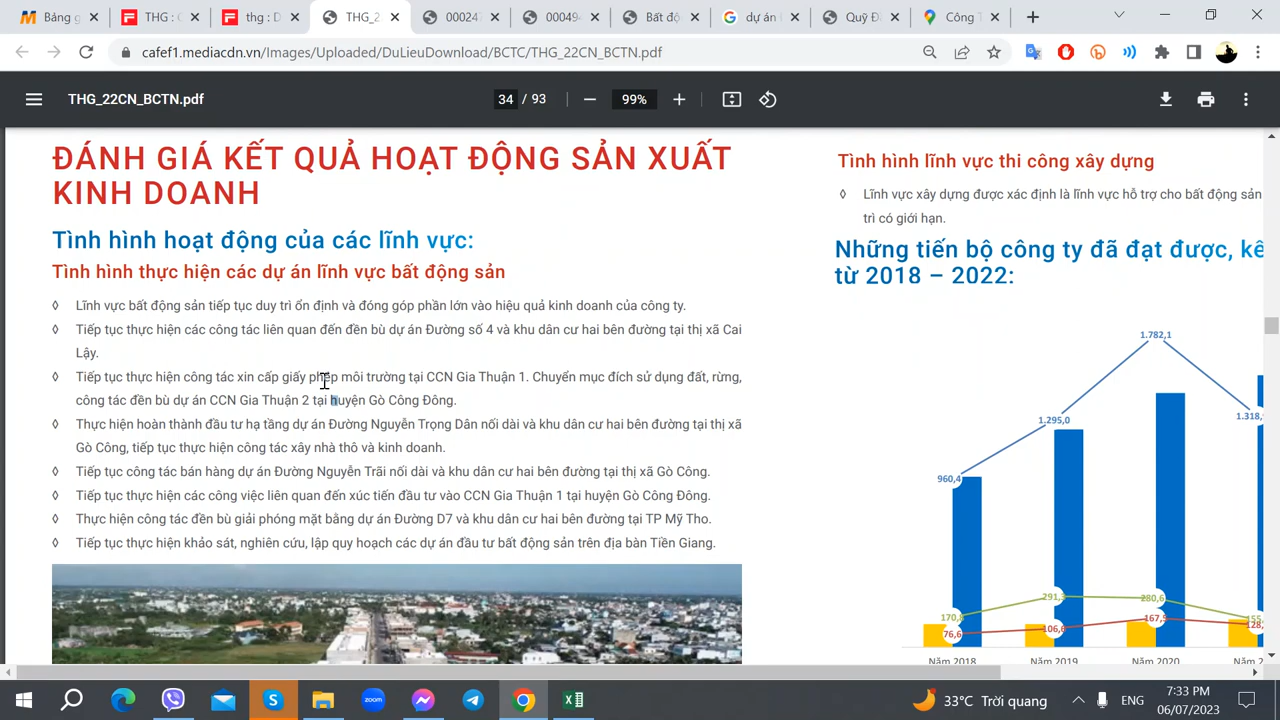 Bảng g
THG : C
thg : D
THG_2
00024
00049
Bất độ
dự án
Quỹ Đ
Công T
cafef1.mediacdn.vn/Images/Uploaded/DuLieuDownload/BCTC/THG_22CN_BCTN.pdf
THG_22CN_BCTN.pdf
34 / 93
99%
ĐÁNH GIÁ KẾT QUẢ HOẠT ĐỘNG SẢN XUẤT
KINH DOANH
Tình hình hoạt động của các lĩnh vực:
Tình hình thực hiện các dự án lĩnh vực bất động sản
◊ Lĩnh vực bất động sản tiếp tục duy trì ổn định và đóng góp phần lớn vào hiệu quả kinh doanh của công ty.
◊ Tiếp tục thực hiện các công tác liên quan đến đền bù dự án Đường số 4 và khu dân cư hai bên đường tại thị xã Cai
Lậy.
◊ Tiếp tục thực hiện công tác xin cấp giấy phép môi trường tại CCN Gia Thuận 1. Chuyển mục đích sử dụng đất, rừng,
công tác đền bù dự án CCN Gia Thuận 2 tại huyện Gò Công Đông.
◊ Thực hiện hoàn thành đầu tư hạ tầng dự án Đường Nguyễn Trọng Dân nối dài và khu dân cư hai bên đường tại thị xã
Gò Công, tiếp tục thực hiện công tác xây nhà thô và kinh doanh.
◊ Tiếp tục công tác bán hàng dự án Đường Nguyễn Trãi nối dài và khu dân cư hai bên đường tại thị xã Gò Công.
◊ Tiếp tục thực hiện các công việc liên quan đến xúc tiến đầu tư vào CCN Gia Thuận 1 tại huyện Gò Công Đông.
◊ Thực hiện công tác đền bù giải phóng mặt bằng dự án Đường D7 và khu dân cư hai bên đường tại TP Mỹ Tho.
◊ Tiếp tục thực hiện khảo sát, nghiên cứu, lập quy hoạch các dự án đầu tư bất động sản trên địa bàn Tiền Giang.
Tình hình lĩnh vực thi công xây dựng
◊ Lĩnh vực xây dựng được xác định là lĩnh vực hỗ trợ cho bất động sản
trì có giới hạn.
Những tiến bộ công ty đã đạt được, kê
từ 2018 – 2022:
1.782,1
1.295,0
1.318,9
960,4
291,3
280,6
170,8
167,5
155,
76,6
106,6
128,
Năm 2018
Năm 2019
Năm 2020
Năm 2
zoom
33°C Trời quang
ENG
7:33 PM
06/07/2023